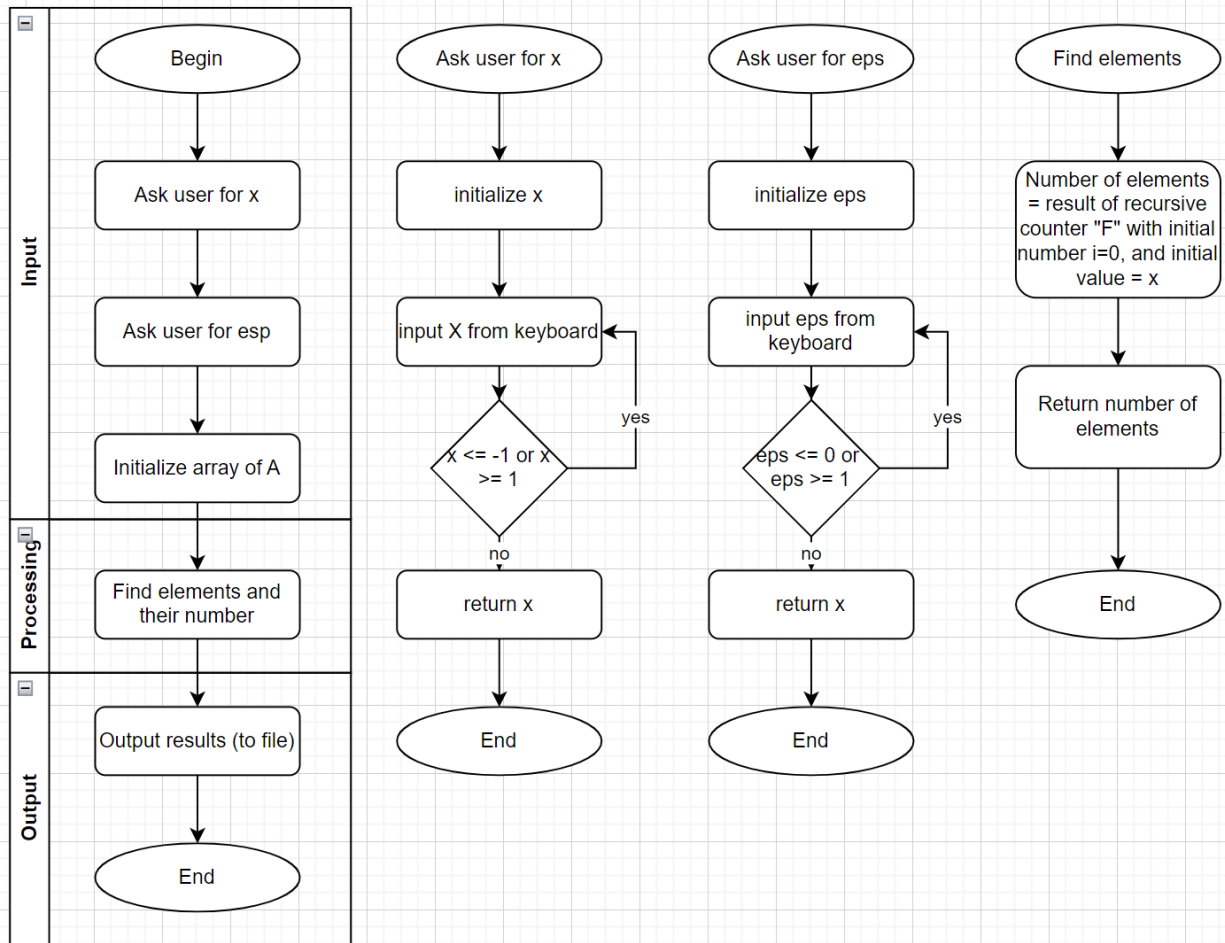 Input
Begin
Ask user for x
Ask user for esp
Initialize array of A
Processing
Find elements and
their number
Output
Output results (to file)
End
Ask user for x
initialize x
input X from keyboard
yes
x <= -1 or x
>= 1
no
return x
End
Ask user for eps
initialize eps
input eps from
keyboard
yes
eps <= 0 or
eps >= 1
no
return x
End
Find elements
Number of elements
= result of recursive
counter "F" with initial
number i=0, and initial
value = x
Return number of
elements
End